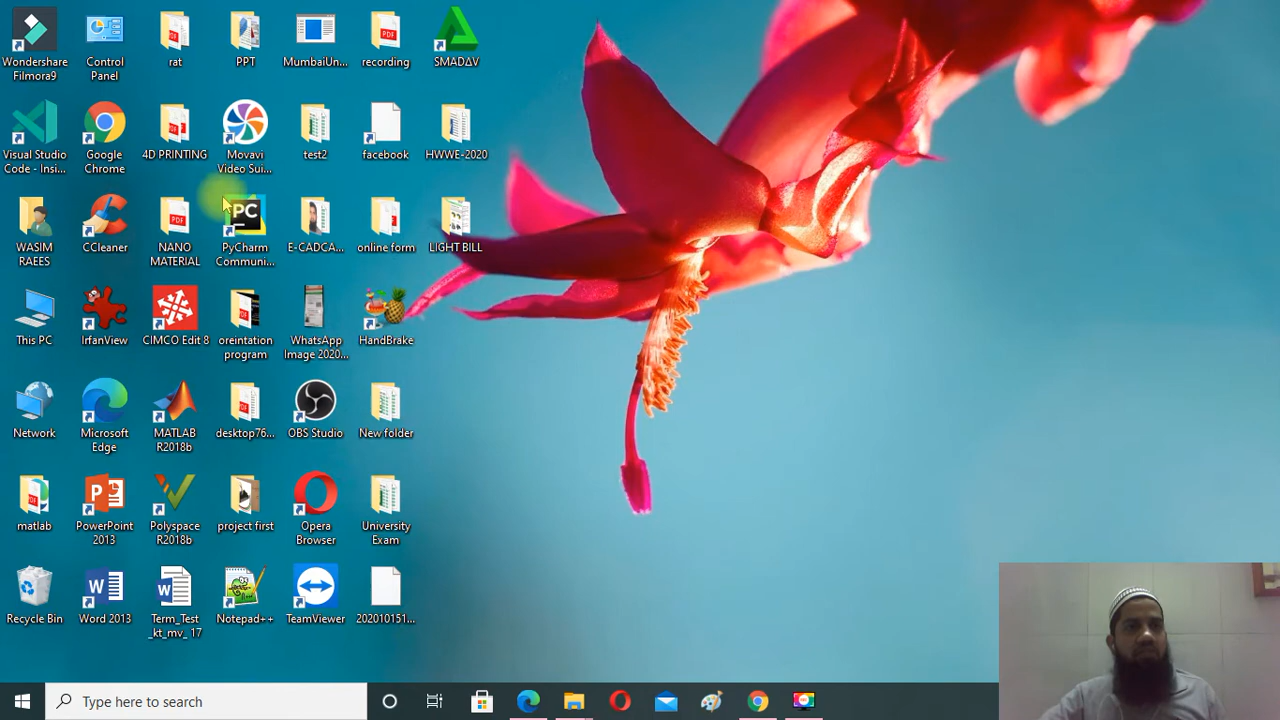 Wondershare
Filmora9
Control
Panel
rat
PPT
MumbaiUn...
recording
SMADΔV
Visual Studio
Code - Insi...
Google
Chrome
4D PRINTING
Movavi
Video Sui...
test2
facebook
HWWE-2020
WASIM
RAEES
CCleaner
NANO
MATERIAL
PyCharm
Communi...
E-CADCA...
online form
LIGHT BILL
This PC
IrfanView
CIMCO Edit 8
oreintation
program
WhatsApp
Image 2020...
HandBrake
Network
Microsoft
Edge
MATLAB
R2018b
desktop76...
OBS Studio
New folder
matlab
PowerPoint
2013
Polyspace
R2018b
project first
Opera
Browser
University
Exam
Recycle Bin
Word 2013
Term_Test
_kt_mv_ 17
Notepad++
TeamViewer
202010151...
Type here to search